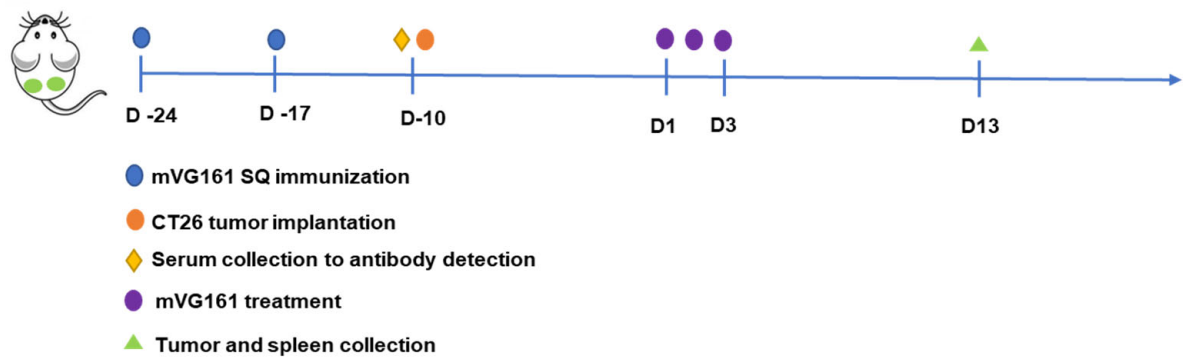 D -24
D -17
D-10
D1
D3
D13
mVG161 SQ immunization
CT26 tumor implantation
Serum collection to antibody detection
mVG161 treatment
Tumor and spleen collection